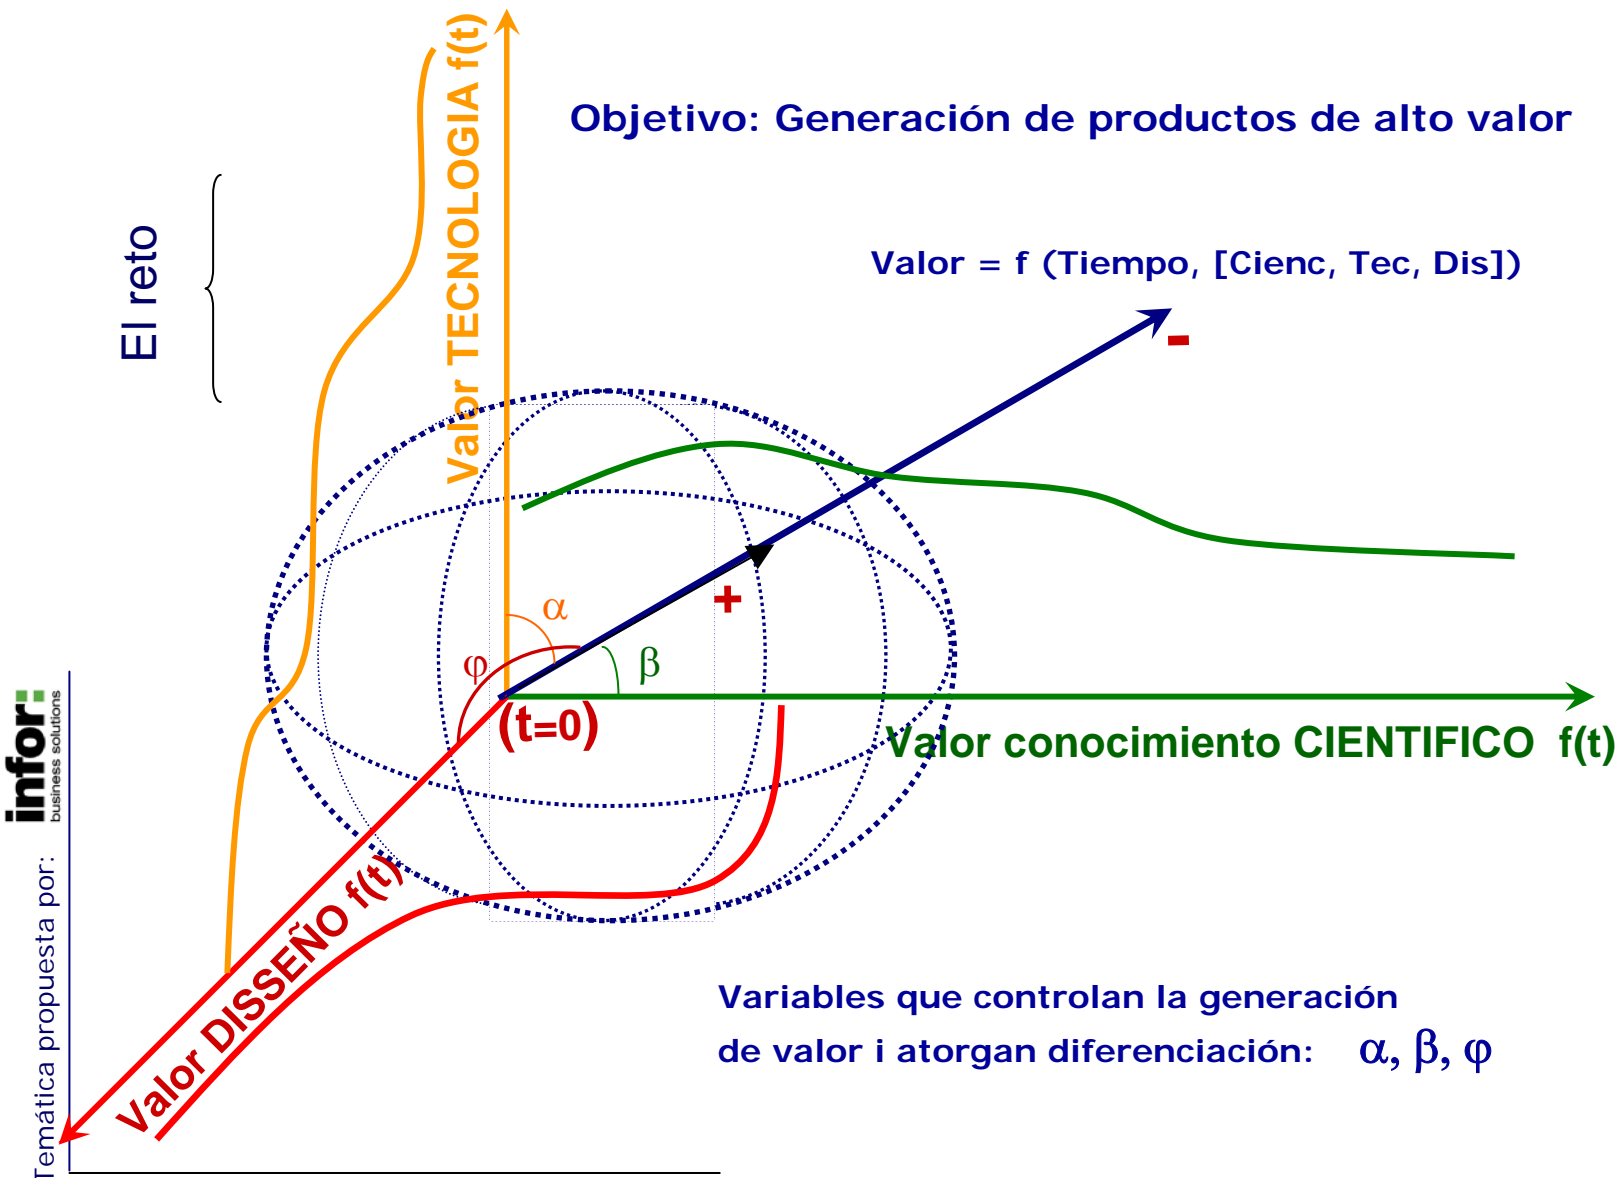 Objetivo: Generación de productos de alto valor
Valor TECNOLOGIA f(t)
El reto
Valor = f (Tiempo, [Cienc, Tec, Dis])
-
+
α
φ
β
(t=0)
Valor conocimiento CIENTIFICO f(t)
Valor DISSEÑO f(t)
Variables que controlan la generación
de valor i atorgan diferenciación: α, β, φ
Temática propuesta por:
infor:
business solutions